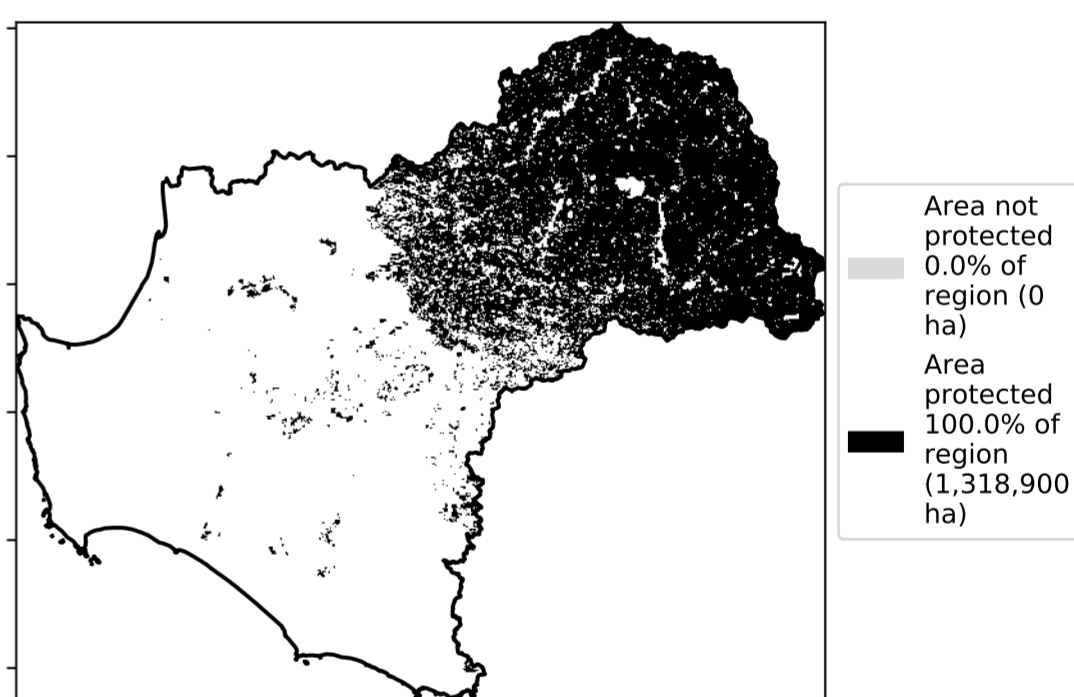 Area not
protected
0.0% of
region (0
ha)
Area
protected
100.0% of
region
(1,318,900
ha)